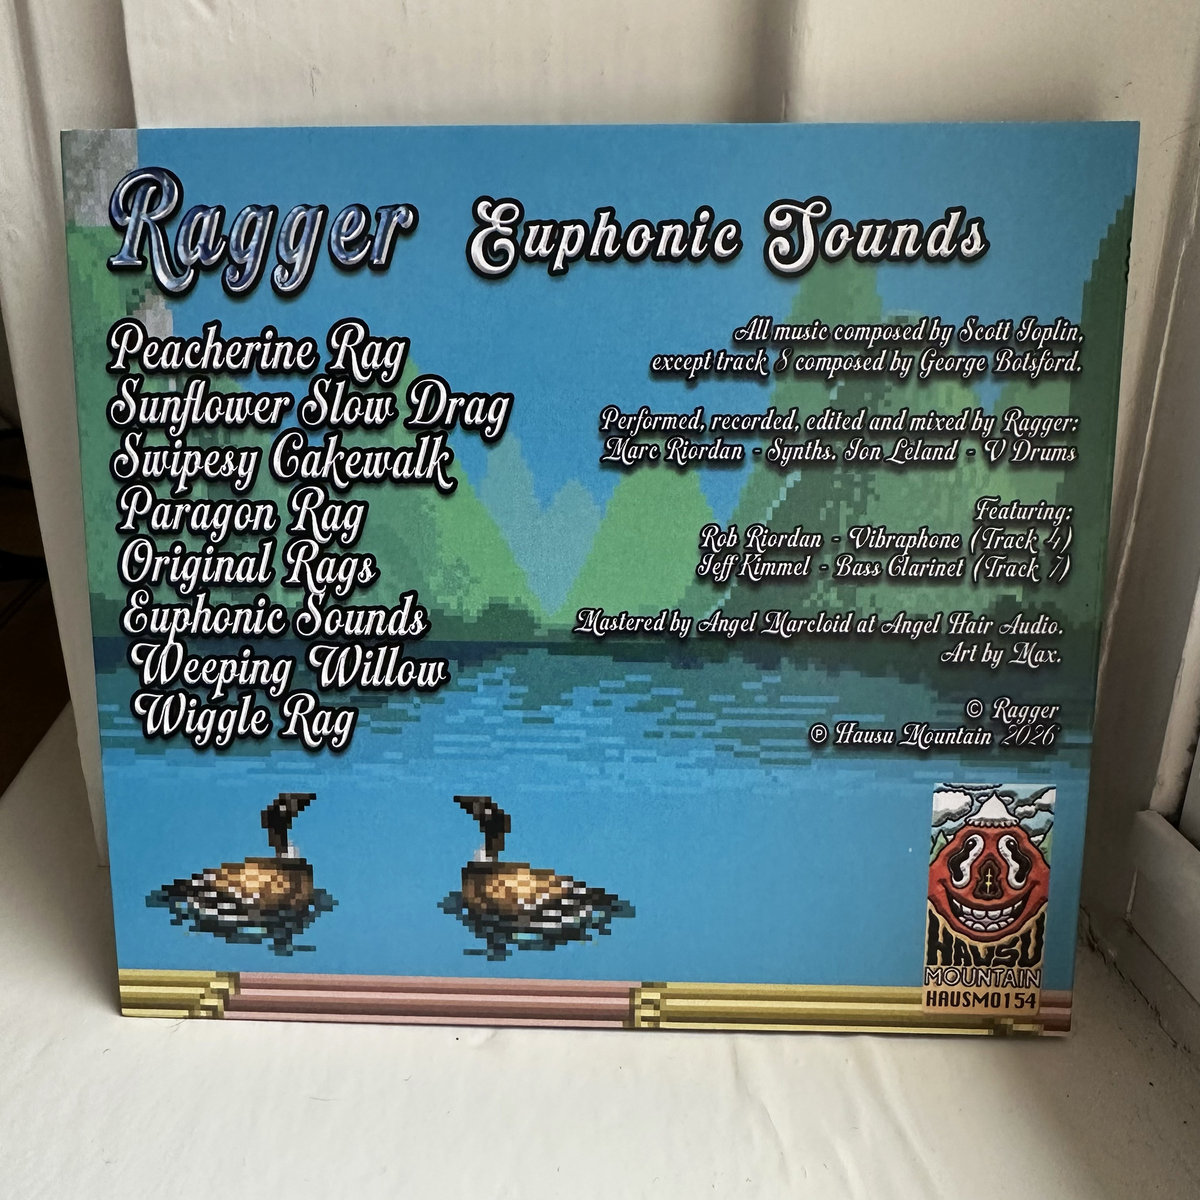 Ragger
Euphonic Sounds
Peacherine Rag
Sunflower Slow Drag
Swipesy Cakewalk
Paragon Rag
Original Rags
Euphonic Sounds
Weeping Willow
Wiggle Rag
All music composed by Scott Joplin,
except track 8 composed by George Botsford.
Performed, recorded, edited and mixed by Ragger:
Marc Riordan - Synths. Jon Leland - V Drums
Featuring:
Rob Riordan - Vibraphone (Track 4)
Jeff Kimmel - Bass Clarinet (Track 7)
Mastered by Angel Marcloid at Angel Hair Audio.
Art by Max.
© Ragger
℗ Hausu Mountain 2026
HAUSU
MOUNTAIN
HAUSMO154